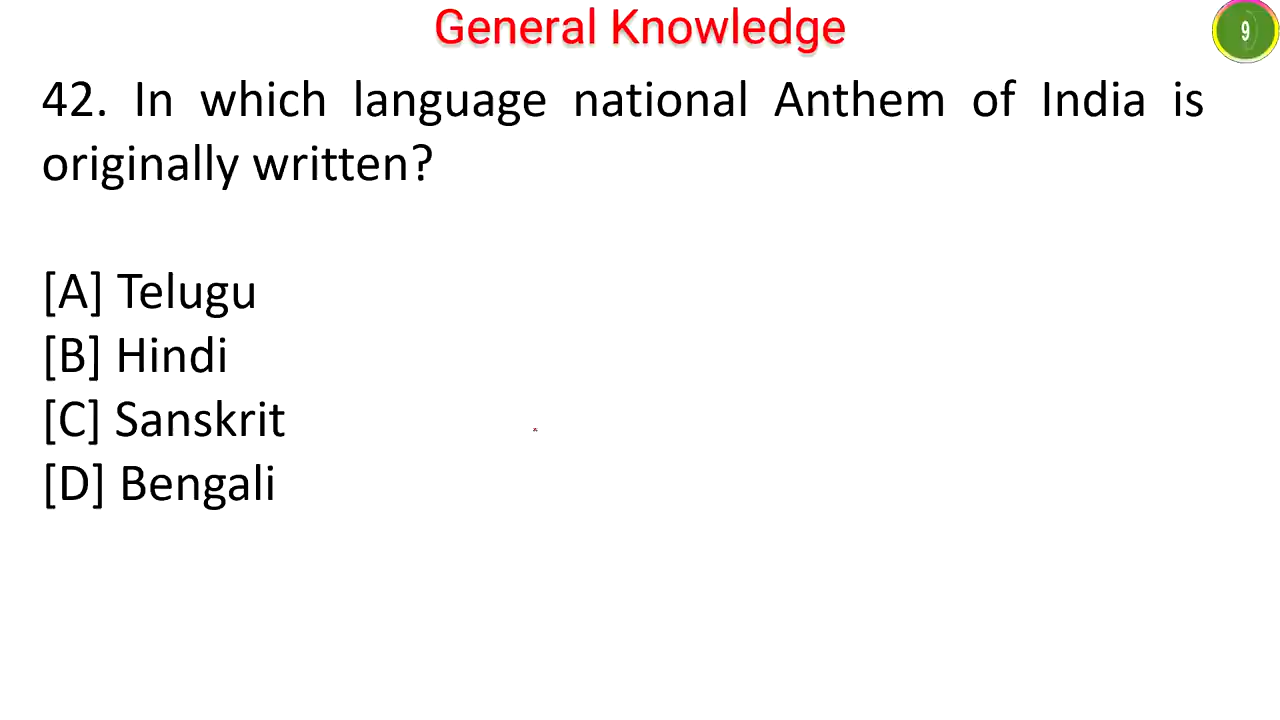 General Knowledge
9
42. In which language national Anthem of India is
originally written?
[A] Telugu
[B] Hindi
[C] Sanskrit
[D] Bengali